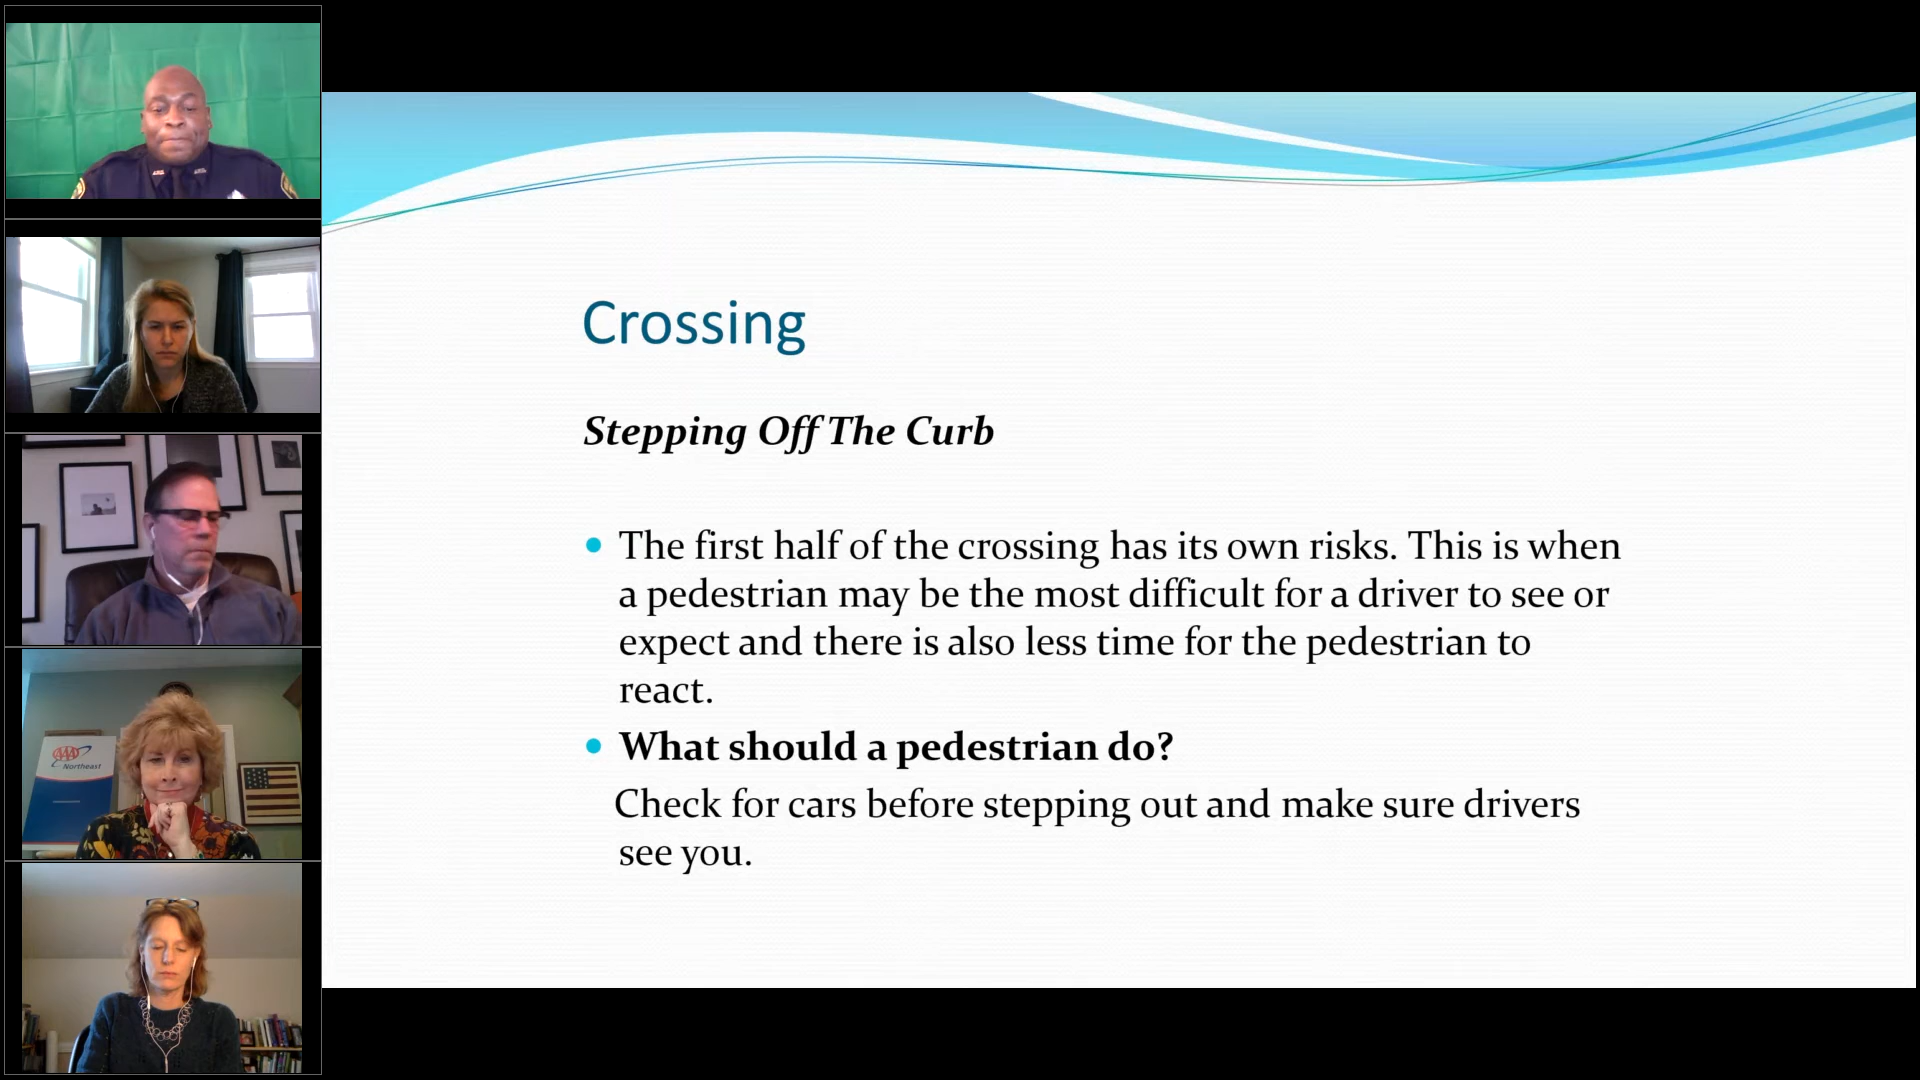 Crossing
Stepping Off The Curb
The first half of the crossing has its own risks. This is when
a pedestrian may be the most difficult for a driver to see or
expect and there is also less time for the pedestrian to
react.
What should a pedestrian do?
Check for cars before stepping out and make sure drivers
see you.
AAA
Northeast